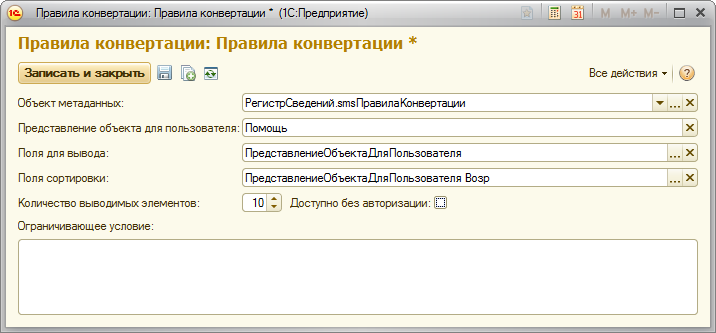 Правила конвертации: Правила конвертации * (1С:Предприятие)
M M+ M-
Правила конвертации: Правила конвертации *
Записать и закрыть Все действия ?
Объект метаданных: РегистрСведений.smsПравилаКонвертации ...
Представление объекта для пользователя: Помощь
Поля для вывода: ПредставлениеОбъектаДляПользователя ...
Поля сортировки: ПредставлениеОбъектаДляПользователя Возр ...
Количество выводимых элементов: 10 Доступно без авторизации:
Ограничивающее условие: